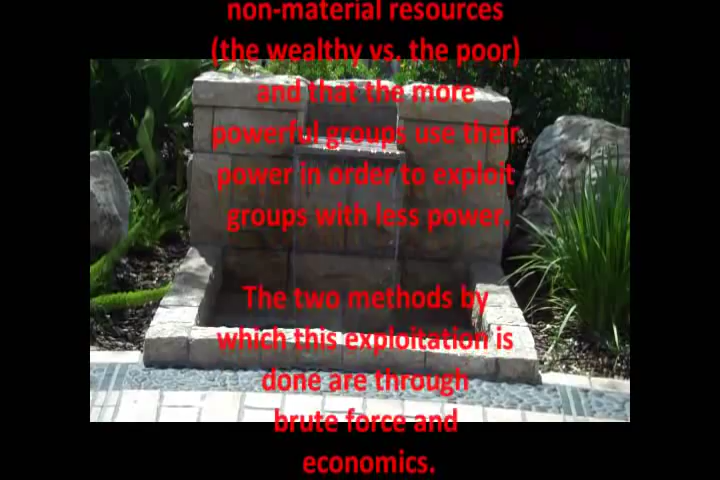 non-material resources
(the wealthy vs. the poor)
and that the more
powerful groups use their
power in order to exploit
groups with less power.
The two methods by
which this exploitation is
done are through
brute force and
economics.